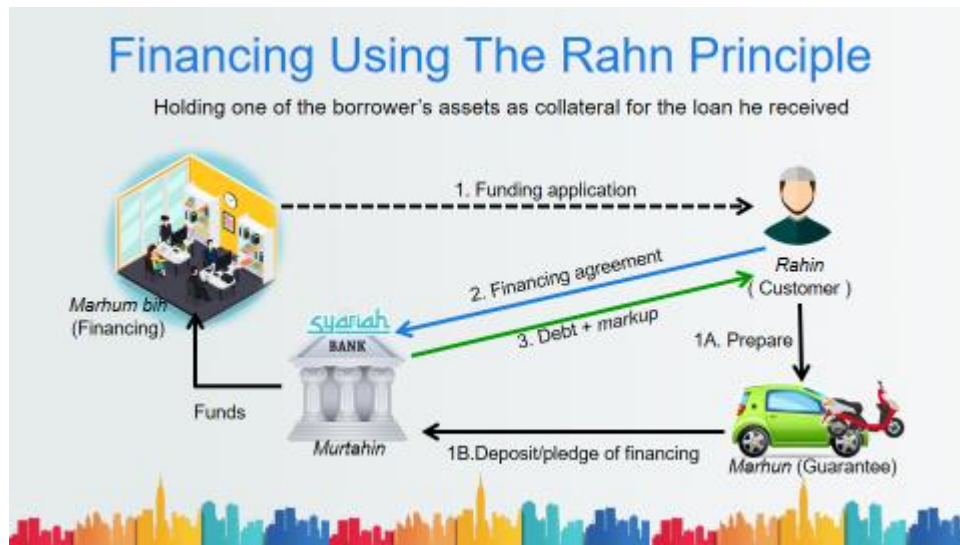 Financing Using The Rahn Principle
Holding one of the borrower's assets as collateral for the loan he received
1. Funding application
2. Financing agreement
3. Debt + markup
Rahin
( Customer )
Marhum bih
(Financing)
syariah
BANK
1A. Prepare
Funds
Murtahin
1B.Deposit/pledge of financing
Marhun (Guarantee)